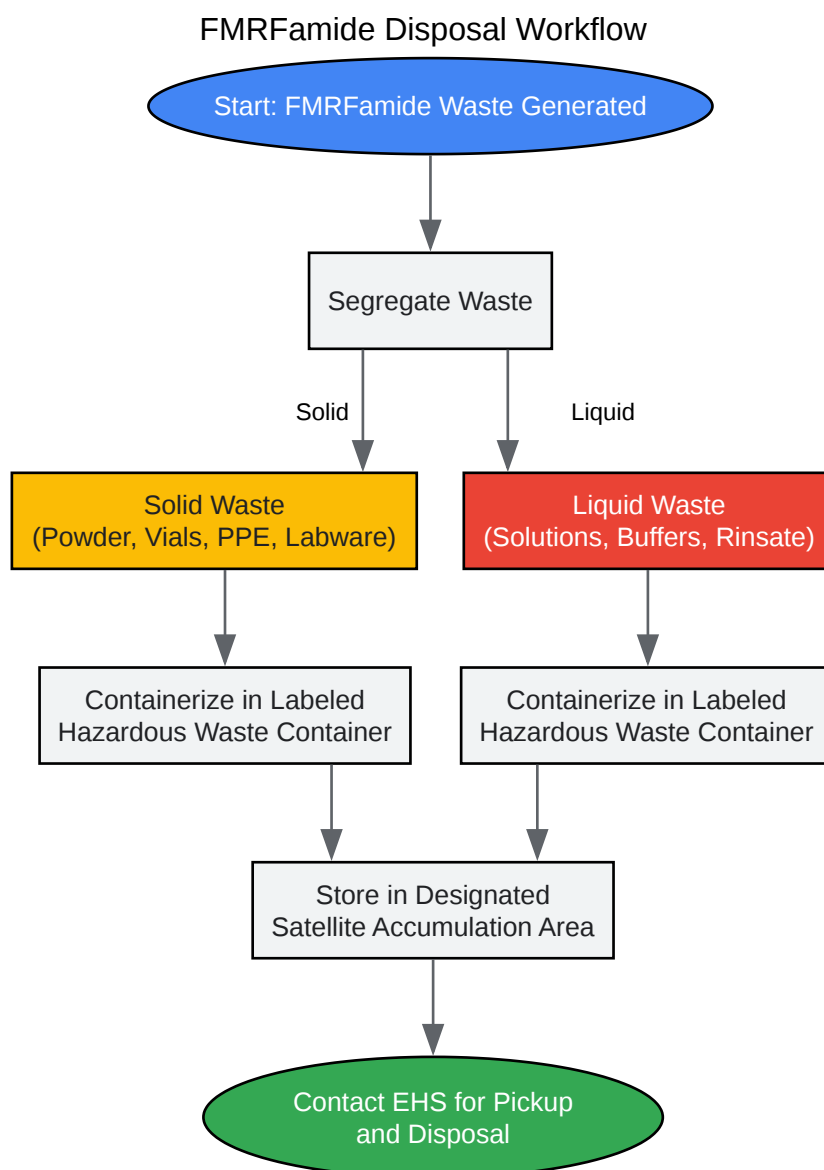 FMRFamide Disposal Workflow
Start: FMRFamide Waste Generated
Segregate Waste
Solid
Liquid
Solid Waste
(Powder, Vials, PPE, Labware)
Liquid Waste
(Solutions, Buffers, Rinsate)
Containerize in Labeled
Hazardous Waste Container
Containerize in Labeled
Hazardous Waste Container
Store in Designated
Satellite Accumulation Area
Contact EHS for Pickup
and Disposal